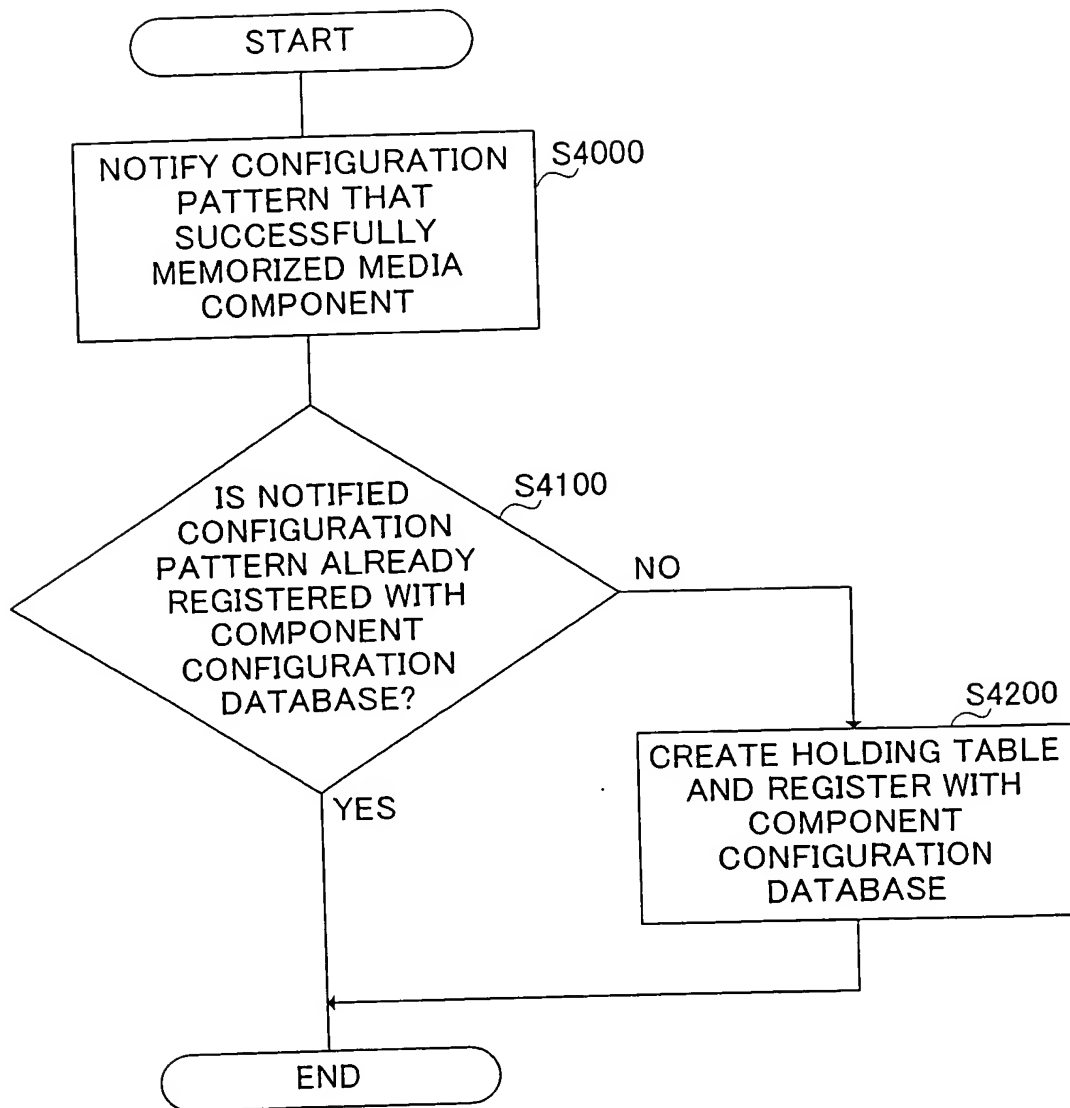 START
NOTIFY CONFIGURATION
PATTERN THAT
SUCCESSFULLY
MEMORIZED MEDIA
COMPONENT
S4000
IS NOTIFIED
CONFIGURATION
PATTERN ALREADY
REGISTERED WITH
COMPONENT
CONFIGURATION
DATABASE?
S4100
NO
YES
S4200
CREATE HOLDING TABLE
AND REGISTER WITH
COMPONENT
CONFIGURATION
DATABASE
END